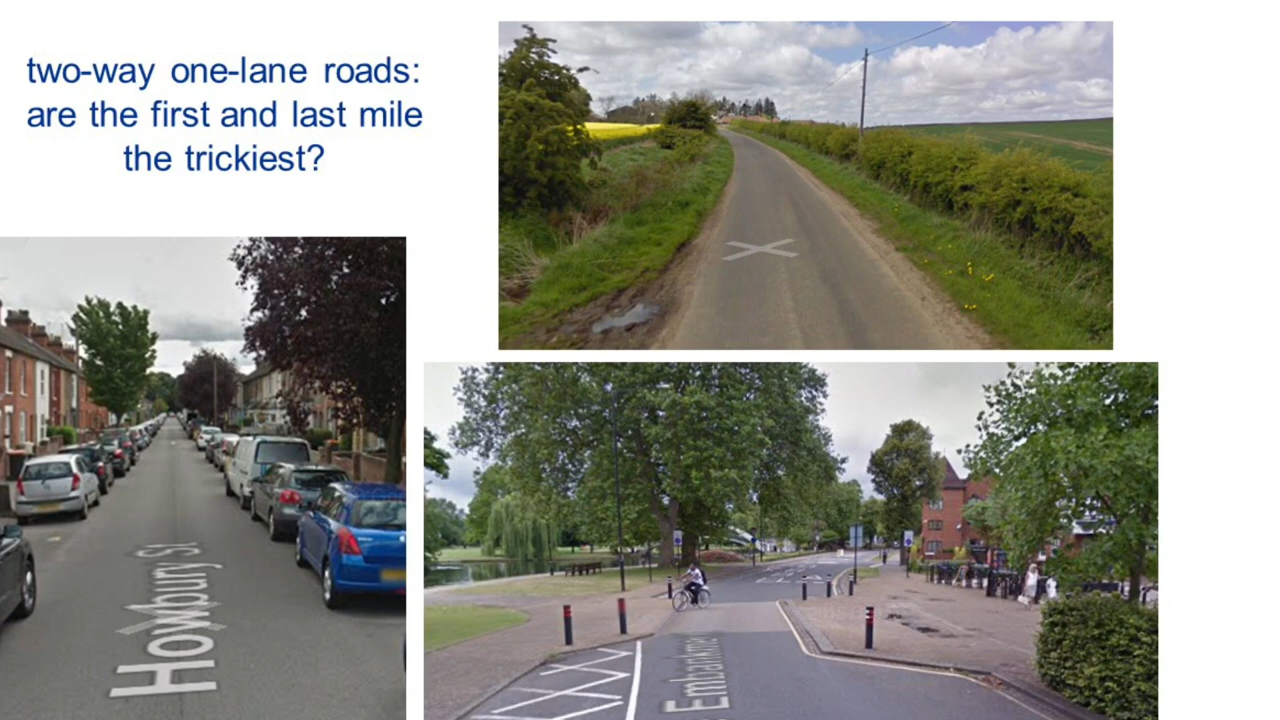 two-way one-lane roads:
are the first and last mile
the trickiest?
Howbury St
Embankment